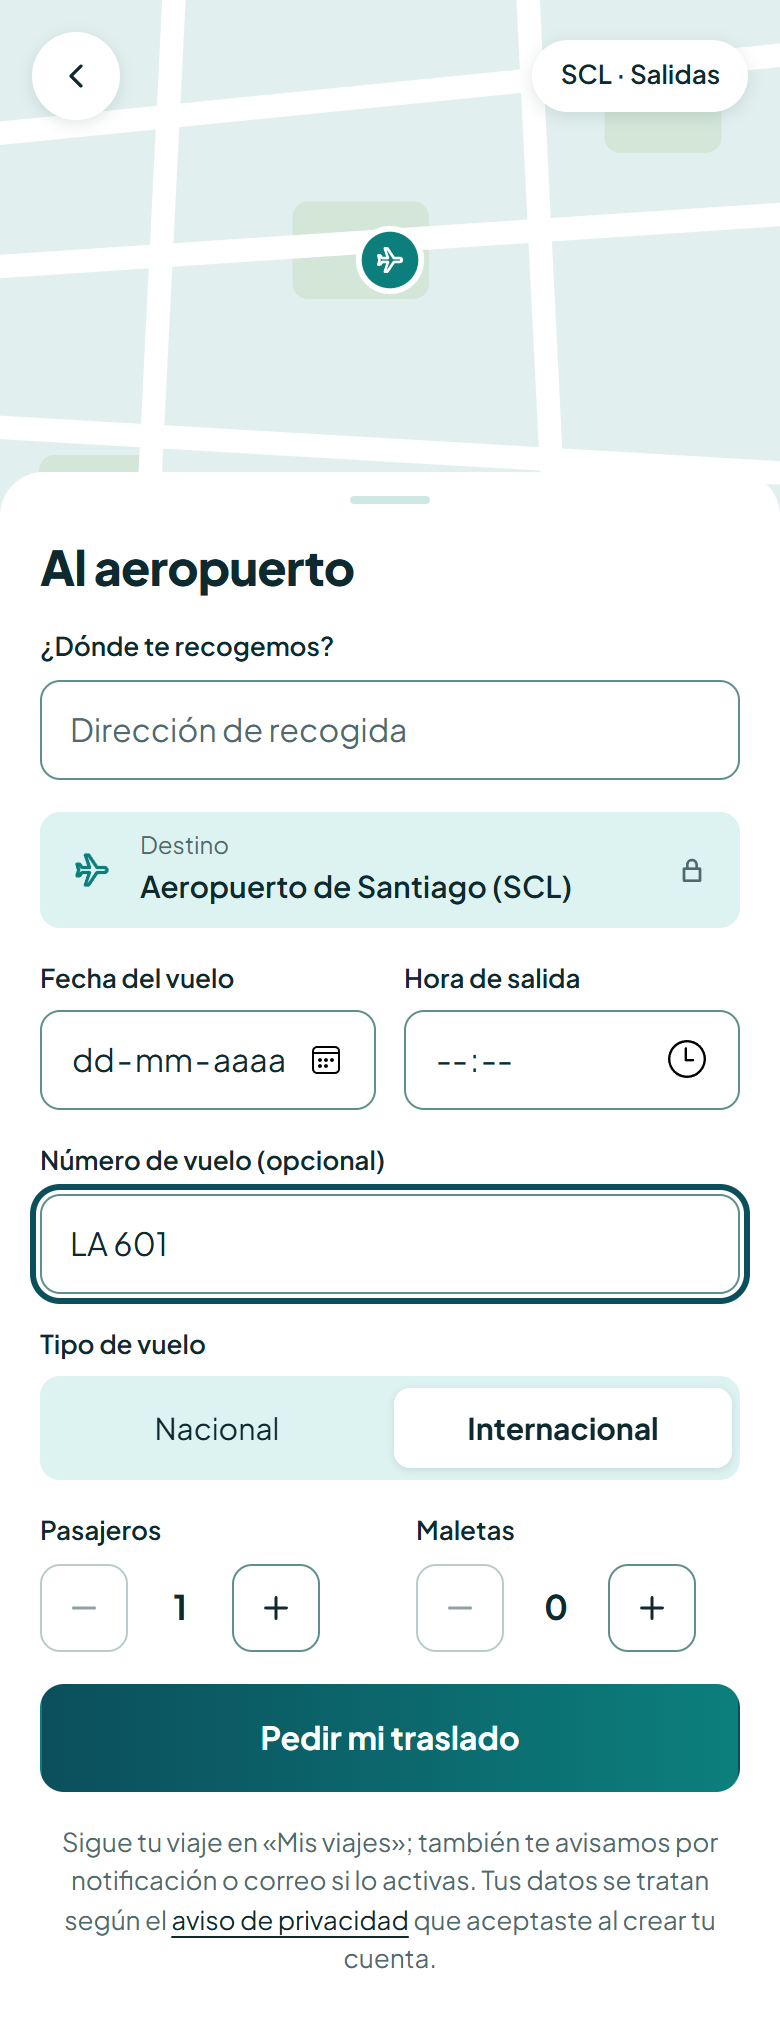 SCL · Salidas
Al aeropuerto
¿Dónde te recogemos?
Dirección de recogida
Destino
Aeropuerto de Santiago (SCL)
Fecha del vuelo
Hora de salida
dd-mm-aaaa
--:--
Número de vuelo (opcional)
LA 601
Tipo de vuelo
Nacional
Internacional
Pasajeros
Maletas
1
0
Pedir mi traslado
Sigue tu viaje en «Mis viajes»; también te avisamos por
notificación o correo si lo activas. Tus datos se tratan
según el aviso de privacidad que aceptaste al crear tu
cuenta.